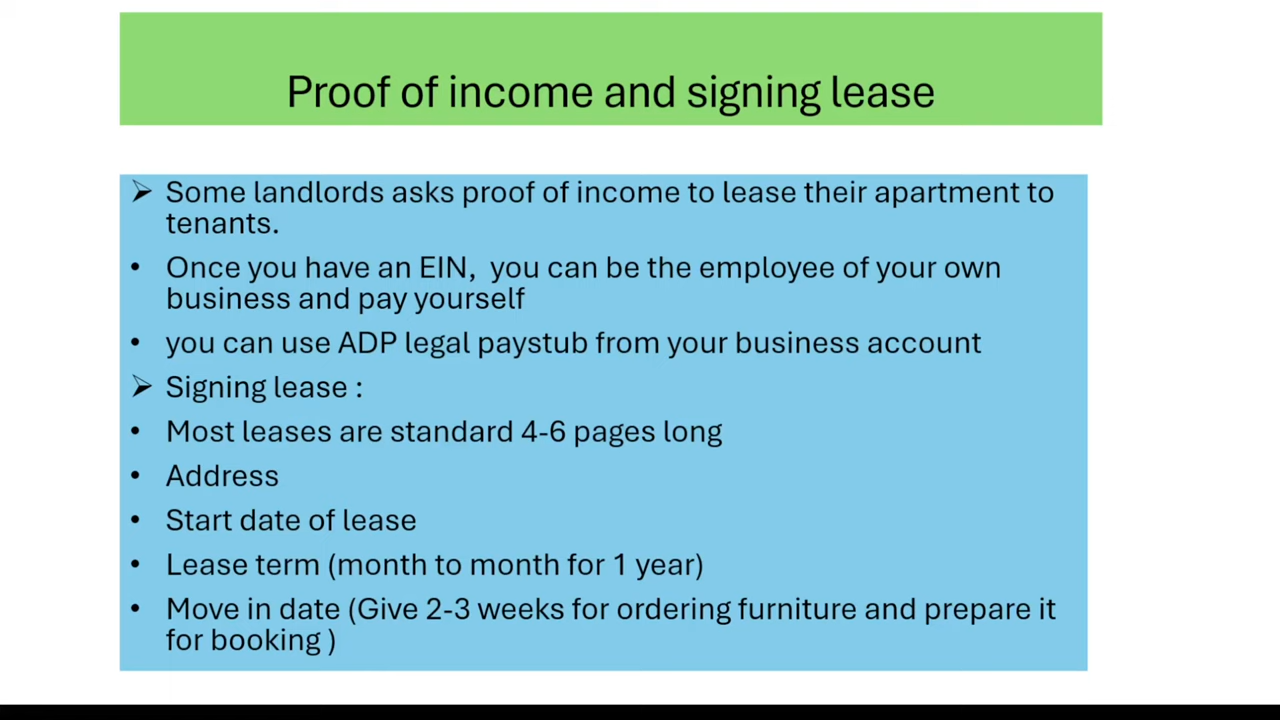 Proof of income and signing lease
➢ Some landlords asks proof of income to lease their apartment to
tenants.
• Once you have an EIN, you can be the employee of your own
business and pay yourself
• you can use ADP legal paystub from your business account
➢ Signing lease :
• Most leases are standard 4-6 pages long
• Address
• Start date of lease
• Lease term (month to month for 1 year)
• Move in date (Give 2-3 weeks for ordering furniture and prepare it
for booking )